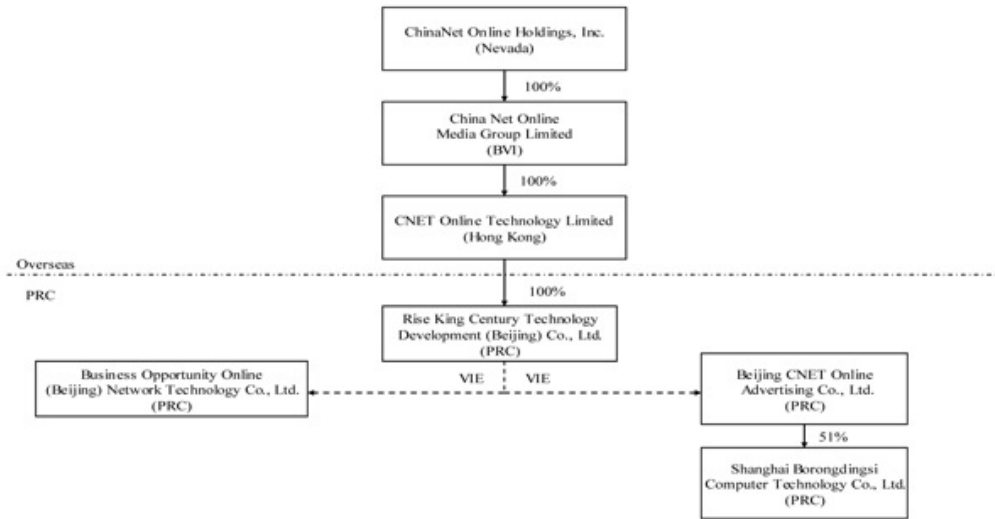 ChinaNet Online Holdings, Inc.
(Nevada)
100%
China Net Online
Media Group Limited
(BVI)
100%
CNET Online Technology Limited
(Hong Kong)
Overseas
PRC
100%
Rise King Century Technology
Development (Beijing) Co., Ltd.
(PRC)
VIE
VIE
Business Opportunity Online
(Beijing) Network Technology Co., Ltd.
(PRC)
Beijing CNET Online
Advertising Co., Ltd.
(PRC)
51%
Shanghai Borongdingsi
Computer Technology Co., Ltd.
(PRC)